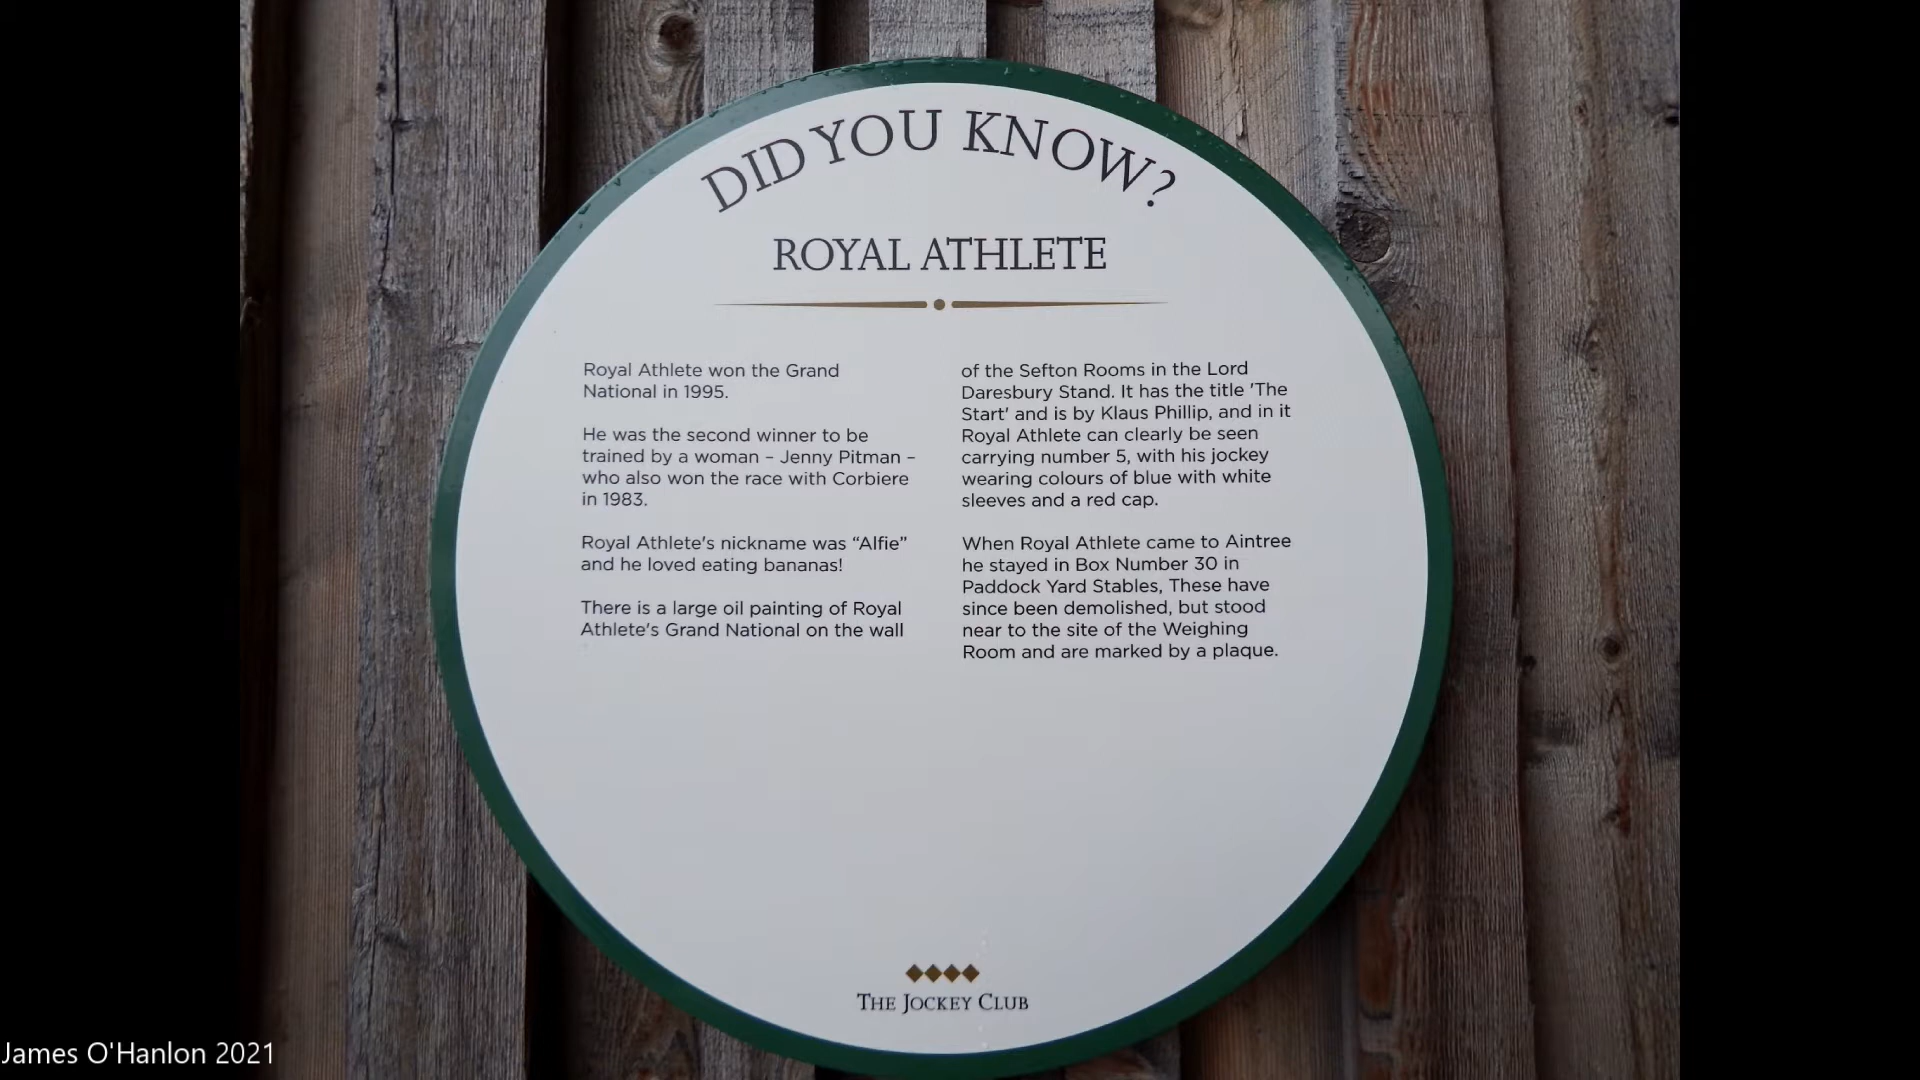 DID YOU KNOW?
ROYAL ATHLETE
Royal Athlete won the Grand
National in 1995.
He was the second winner to be
trained by a woman – Jenny Pitman –
who also won the race with Corbiere
in 1983.
Royal Athlete's nickname was “Alfie”
and he loved eating bananas!
There is a large oil painting of Royal
Athlete's Grand National on the wall
of the Sefton Rooms in the Lord
Daresbury Stand. It has the title 'The
Start' and is by Klaus Phillip, and in it
Royal Athlete can clearly be seen
carrying number 5, with his jockey
wearing colours of blue with white
sleeves and a red cap.
When Royal Athlete came to Aintree
he stayed in Box Number 30 in
Paddock Yard Stables, These have
since been demolished, but stood
near to the site of the Weighing
Room and are marked by a plaque.
THE JOCKEY CLUB
James O'Hanlon 2021